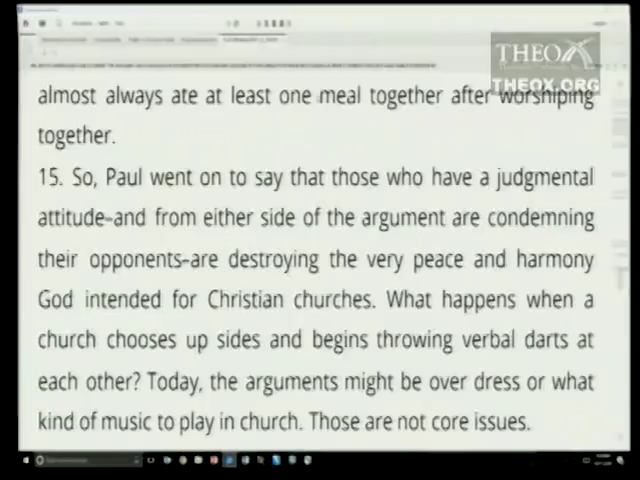 THEOX
THEOX.ORG
almost always ate at least one meal together after worshiping
together.
15. So, Paul went on to say that those who have a judgmental
attitude-and from either side of the argument are condemning
their opponents-are destroying the very peace and harmony
God intended for Christian churches. What happens when a
church chooses up sides and begins throwing verbal darts at
each other? Today, the arguments might be over dress or what
kind of music to play in church. Those are not core issues.